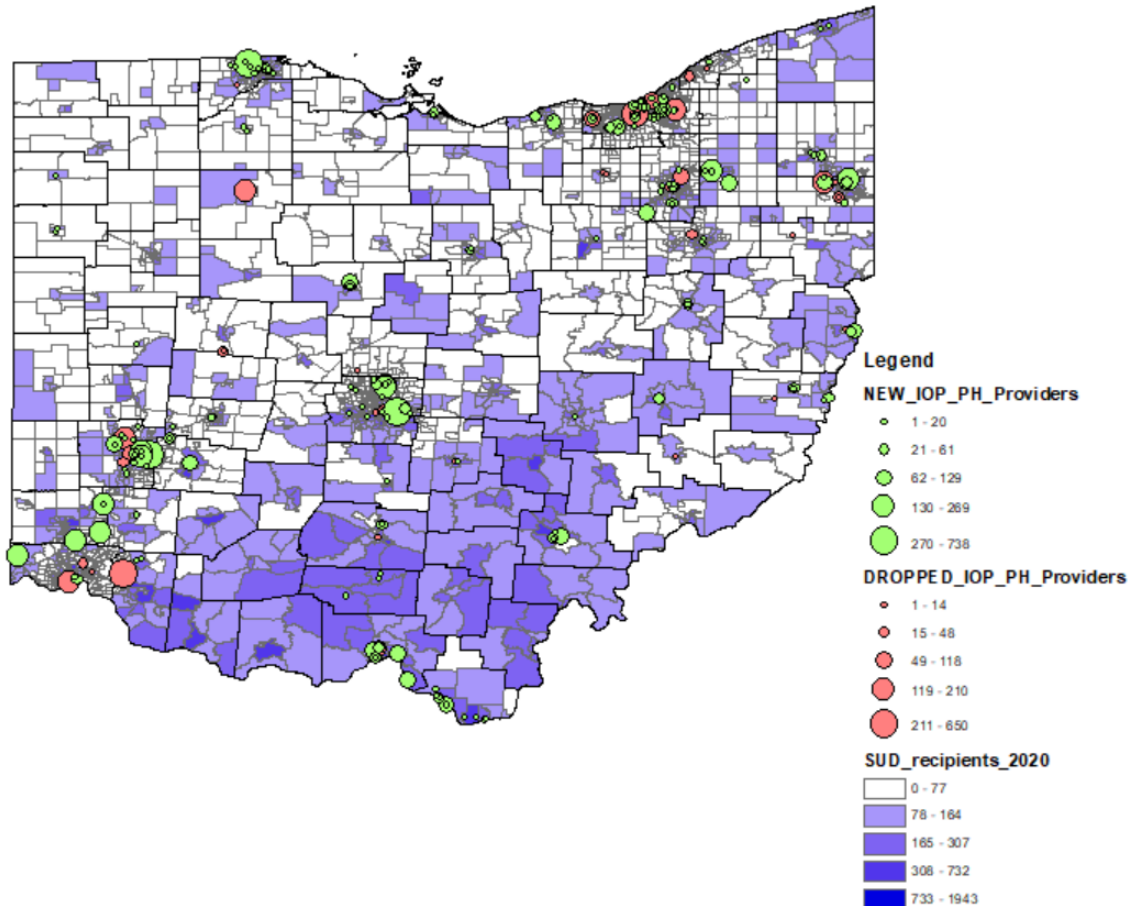 Legend
NEW_IOP_PH_Providers
1 - 20
21 - 61
62 - 129
130 - 269
270 - 738
DROPPED_IOP_PH_Providers
1 - 14
15 - 48
49 - 118
119 - 210
211 - 650
SUD_recipients_2020
0 - 77
78 - 164
165 - 307
308 - 732
733 - 1943